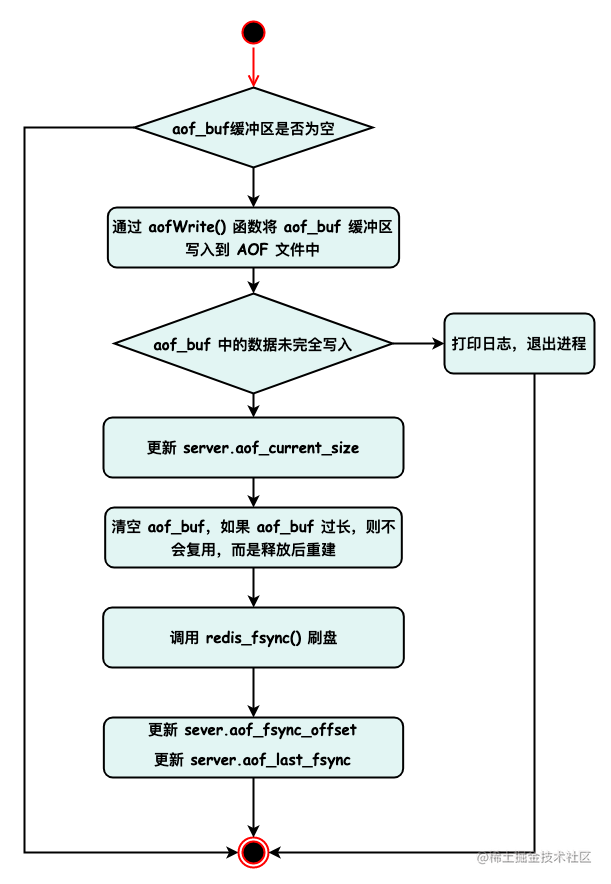 aof_buf缓冲区是否为空
通过 aofWrite() 函数将 aof_buf 缓冲区
写入到 AOF 文件中
aof_buf 中的数据未完全写入
打印日志，退出进程
更新 server.aof_current_size
清空 aof_buf，如果 aof_buf 过长，则不
会复用，而是释放后重建
调用 redis_fsync() 刷盘
更新 sever.aof_fsync_offset
更新 server.aof_last_fsync
@稀土掘金技术社区